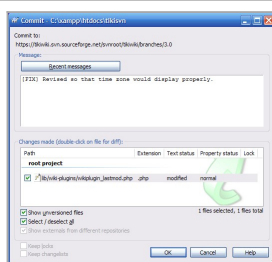 Commit - C:\xampp\htdocs\tikisvn
Commit to:
https://tikiwiki.svn.sourceforge.net/svnroot/tikiwiki/branches/3.0
Message:
Recent messages
[FIX] Revised so that time zone would display properly.
Changes made (double-click on file for diff):
Path Extension Text status Property status Lock
root project
lib/wiki-plugins/wikiplugin_lastmod.php .php modified normal
Show unversioned files 1 files selected, 1 files total
Select / deselect all
Show externals from different repositories
Keep locks
Keep changelists
OK Cancel Help